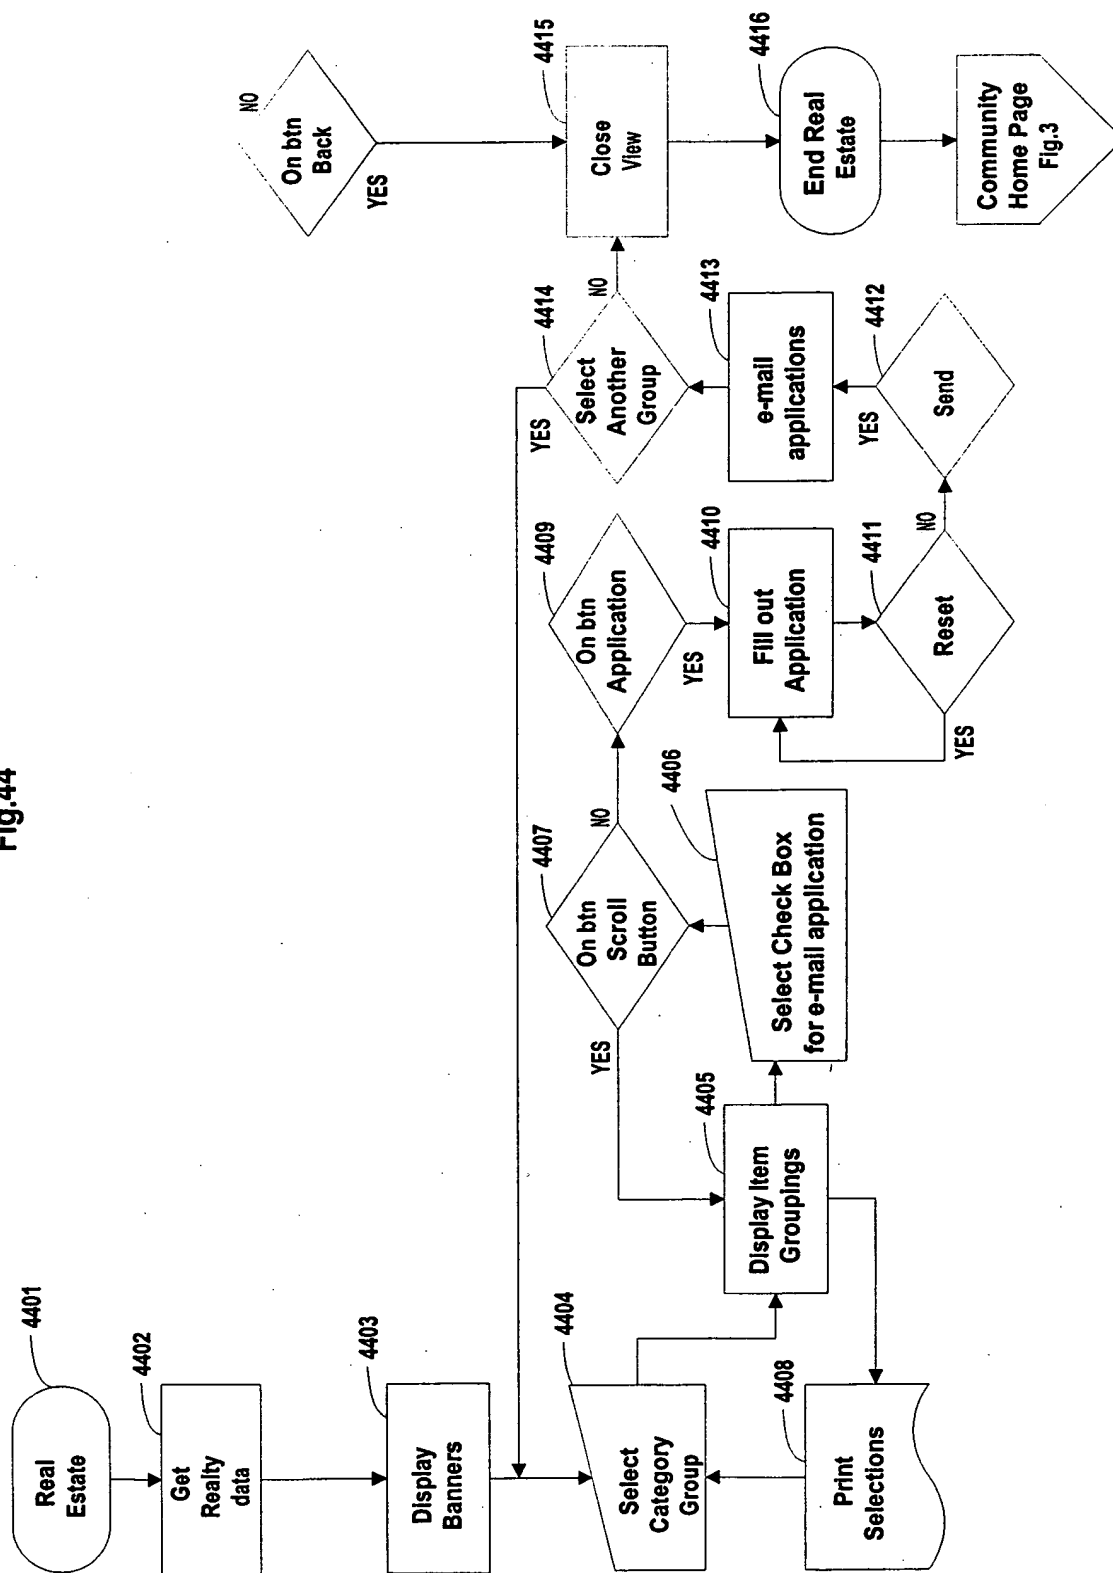 Fig.44
4401
Real
Estate
4402
Get
Realty
data
4403
Display
Banners
4404
Select
Category
Group
4408
Print
Selections
4405
Display Item
Groupings
4406
Select Check Box
for e-mail application
4407
On btn
Scroll
Button
YES
NO
4409
On btn
Application
YES
4410
Fill out
Application
4411
Reset
YES
NO
4412
Send
YES
4413
e-mail
applications
4414
Select
Another
Group
YES
NO
On btn
Back
NO
YES
4415
Close
View
4416
End Real
Estate
Community
Home Page
Fig.3